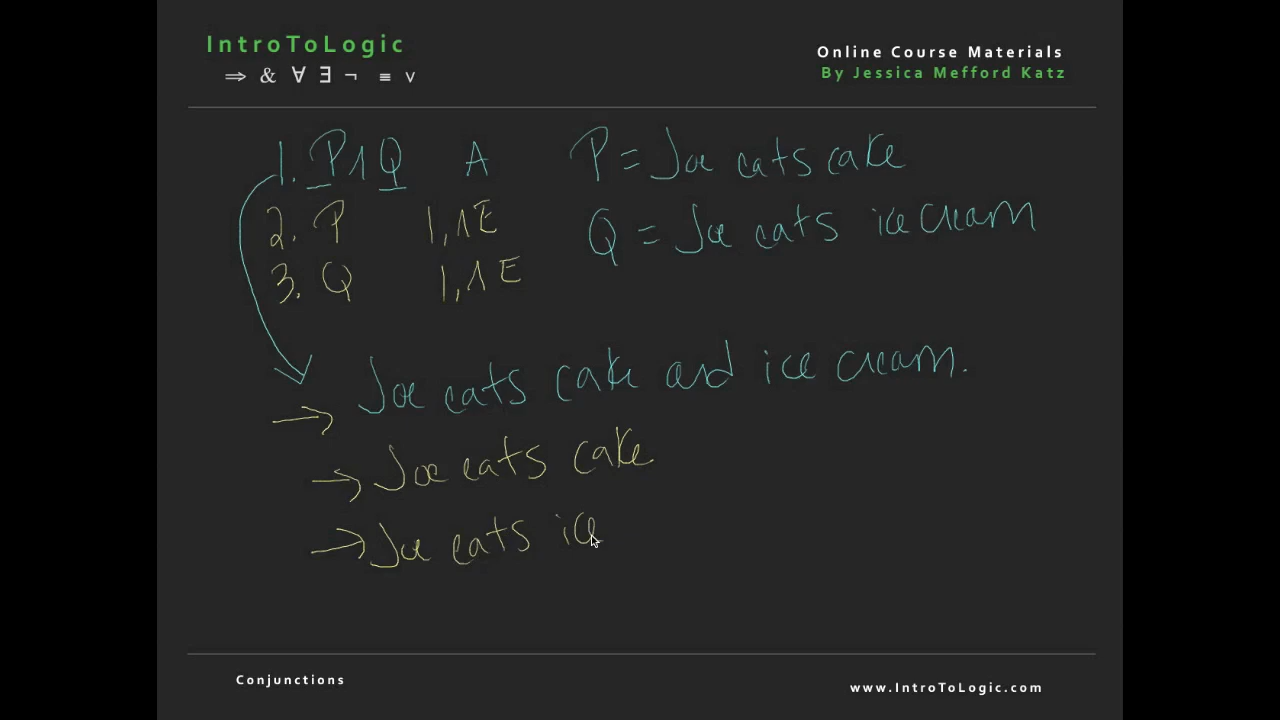 IntroToLogic
⇒ & ∀ ∃ ¬ ≡ ∨
Online Course Materials
By Jessica Mefford Katz
1. P∧Q A
P = Joe eats cake
2. P 1,∧E
Q = Joe eats ice cream
3. Q 1,∧E
Joe eats cake and ice cream.
→
→ Joe eats cake
→ Joe eats ice
Conjunctions
www.IntroToLogic.com